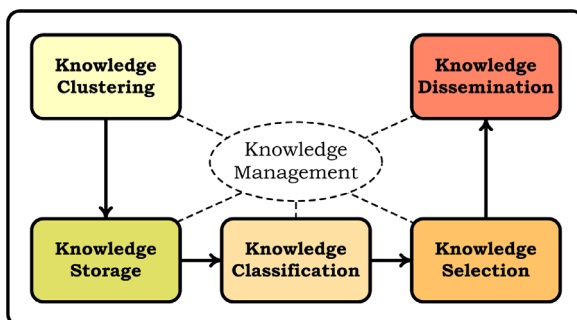 Knowledge
Clustering
Knowledge
Dissemination
Knowledge
Management
Knowledge
Storage
Knowledge
Classification
Knowledge
Selection